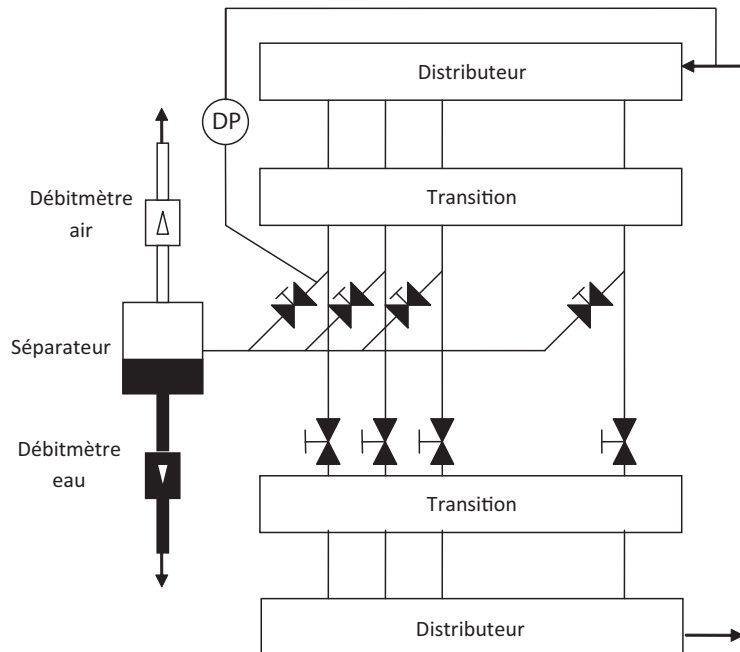 Distributeur
DP
Transition
Débitmètre
air
Séparateur
Débitmètre
eau
Transition
Distributeur